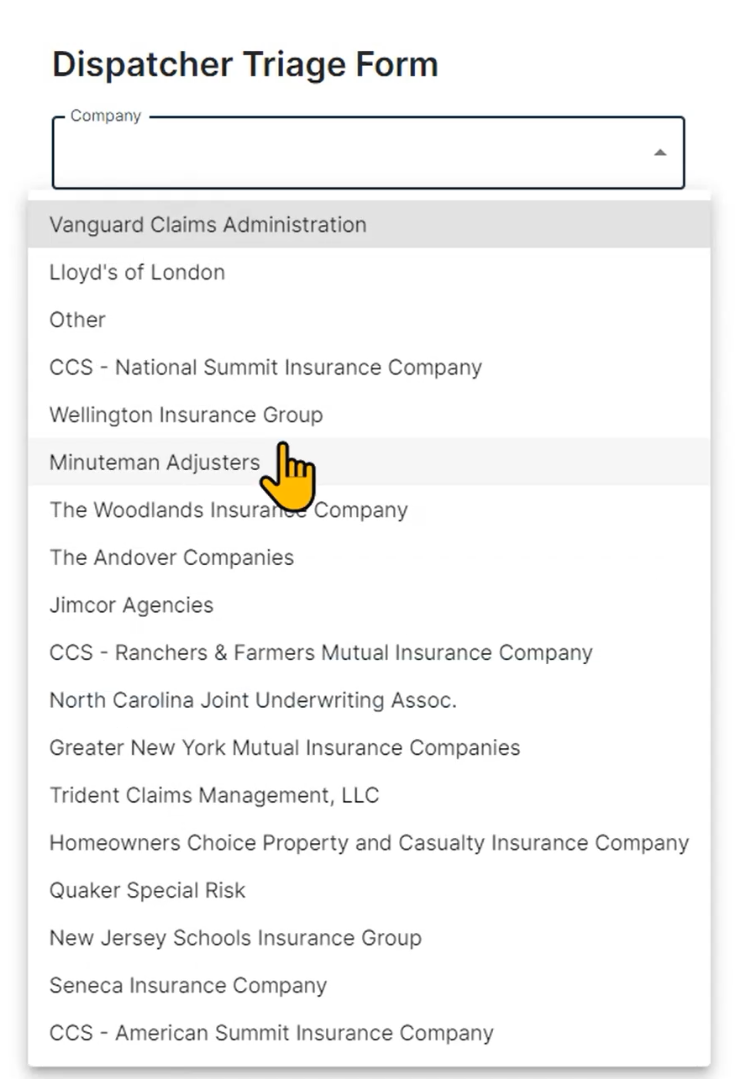 Dispatcher Triage Form
Company
Vanguard Claims Administration
Lloyd's of London
Other
CCS - National Summit Insurance Company
Wellington Insurance Group
Minuteman Adjusters
The Woodlands Insurance Company
The Andover Companies
Jimcor Agencies
CCS - Ranchers & Farmers Mutual Insurance Company
North Carolina Joint Underwriting Assoc.
Greater New York Mutual Insurance Companies
Trident Claims Management, LLC
Homeowners Choice Property and Casualty Insurance Company
Quaker Special Risk
New Jersey Schools Insurance Group
Seneca Insurance Company
CCS - American Summit Insurance Company